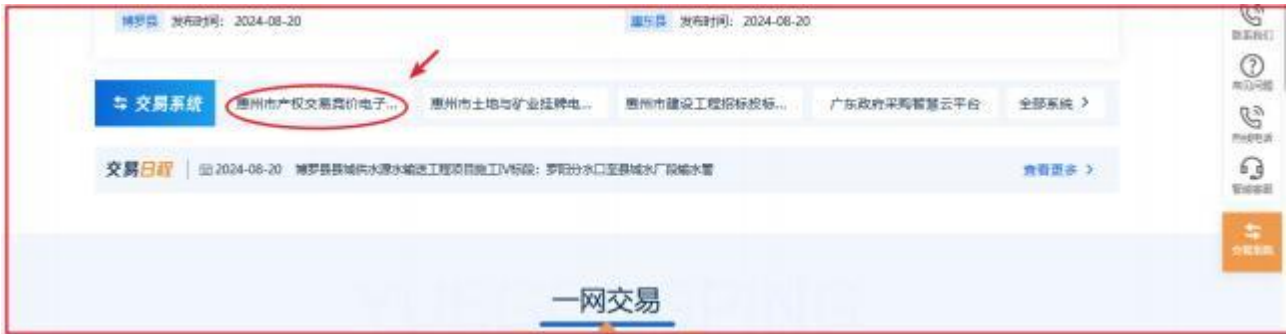 博罗县 发布时间：2024-08-20
惠东县 发布时间：2024-08-20
交易系统 惠州市产权交易竞价电子... 惠州市土地与矿业挂牌电... 惠州市建设工程招标投标... 广东政府采购智慧云平台 全部系统 >
交易日程 2024-08-20 博罗县县城供水原水输送工程项目施工IV标段：罗阳分水口至县城水厂段输水管 查看更多 >
一网交易
联系我们
常见问题
热线电话
智能客服
交易系统